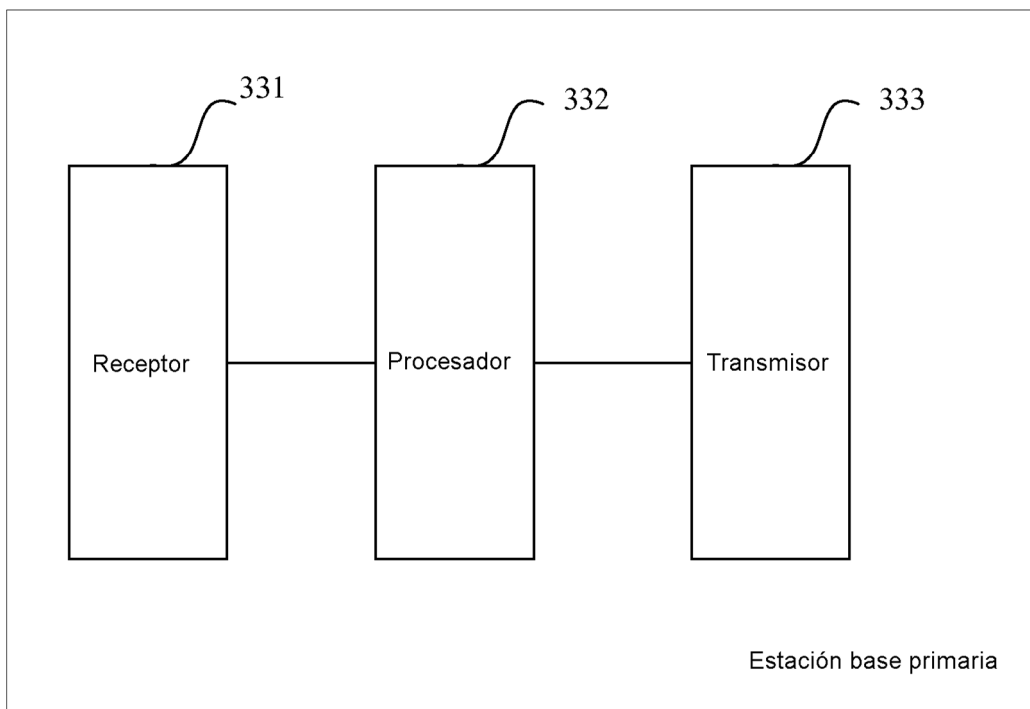 331
332
333
Receptor
Procesador
Transmisor
Estación base primaria